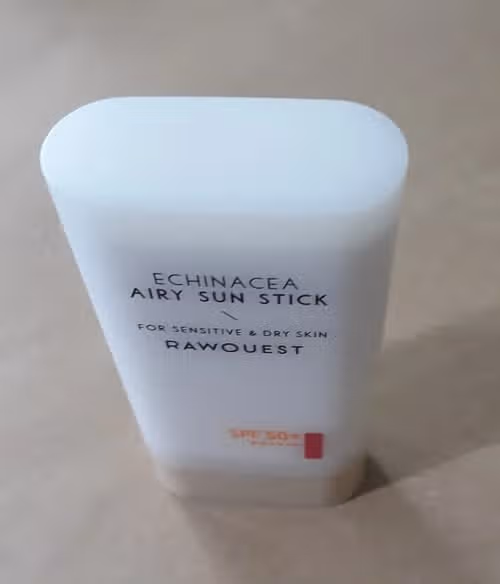 ECHINACEA
AIRY SUN STICK
FOR SENSITIVE & DRY SKIN
RAWQUEST
SPF 50+